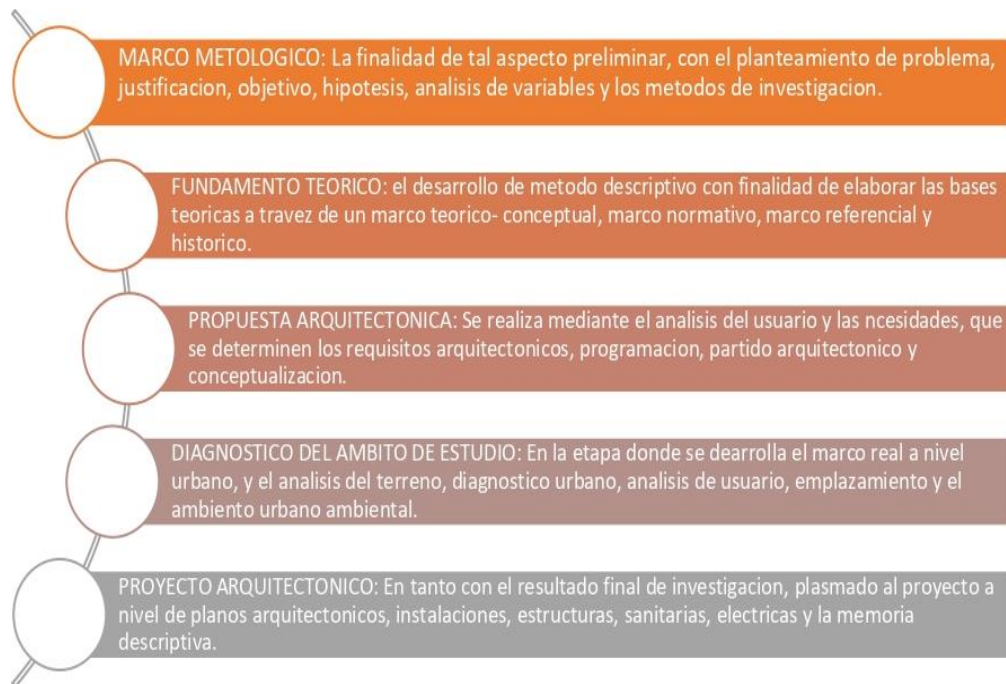 MARCO METOLOGICO: La finalidad de tal aspecto preliminar, con el planteamiento de problema,
justificacion, objetivo, hipotesis, analisis de variables y los metodos de investigacion.
FUNDAMENTO TEORICO: el desarrollo de metodo descriptivo con finalidad de elaborar las bases
teoricas a travez de un marco teorico- conceptual, marco normativo, marco referencial y
historico.
PROPUESTA ARQUITECTONICA: Se realiza mediante el analisis del usuario y las ncesidades, que
se determinen los requisitos arquitectonicos, programacion, partido arquitectonico y
conceptualizacion.
DIAGNOSTICO DEL AMBITO DE ESTUDIO: En la etapa donde se dearrolla el marco real a nivel
urbano, y el analisis del terreno, diagnostico urbano, analisis de usuario, emplazamiento y el
ambiento urbano ambiental.
PROYECTO ARQUITECTONICO: En tanto con el resultado final de investigacion, plasmado al proyecto a
nivel de planos arquitectonicos, instalaciones, estructuras, sanitarias, electricas y la memoria
descriptiva.